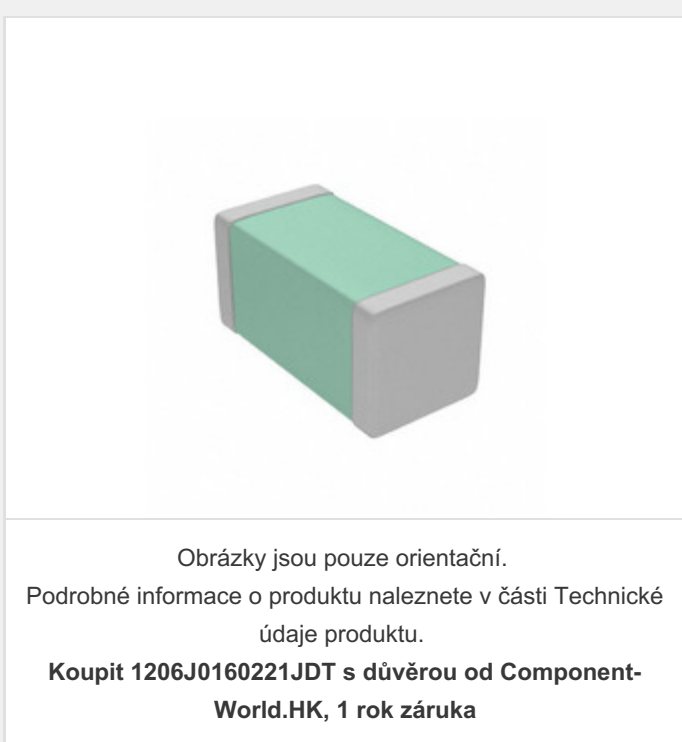 Obrázky jsou pouze orientační.
Podrobné informace o produktu naleznete v části Technické
údaje produktu.
Koupit 1206J0160221JDT s důvěrou od Component-
World.HK, 1 rok záruka